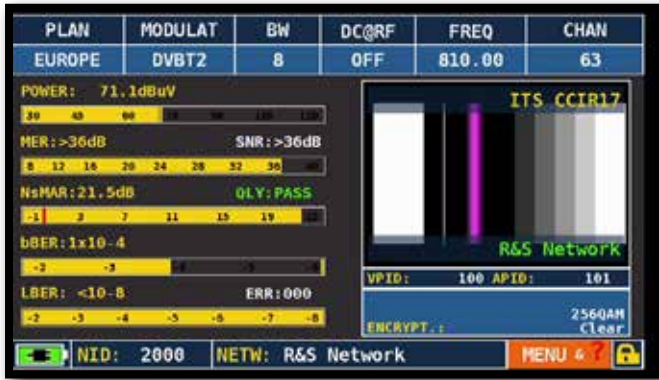 PLAN MODULAT BW DC@RF FREQ CHAN
EUROPE DVBT2 8 OFF 810.00 63
POWER: 71.1dBuV
30 45 60
ITS CCIR17
MER:>36dB SNR:>36dB
8 12 16 20 24 28 32 36
NsMAR:21.5dB QLY:PASS
-1 3 7 11 15 19
bBER:1x10-4
-2 -3
R&S Network
VPID: 100 APID: 101
LBER: <10-8 ERR:000
-2 -3 -4 -5 -6 -7 -8
256QAM
ENCRYPT.: Clear
NID: 2000 NETW: R&S Network MENU & ?